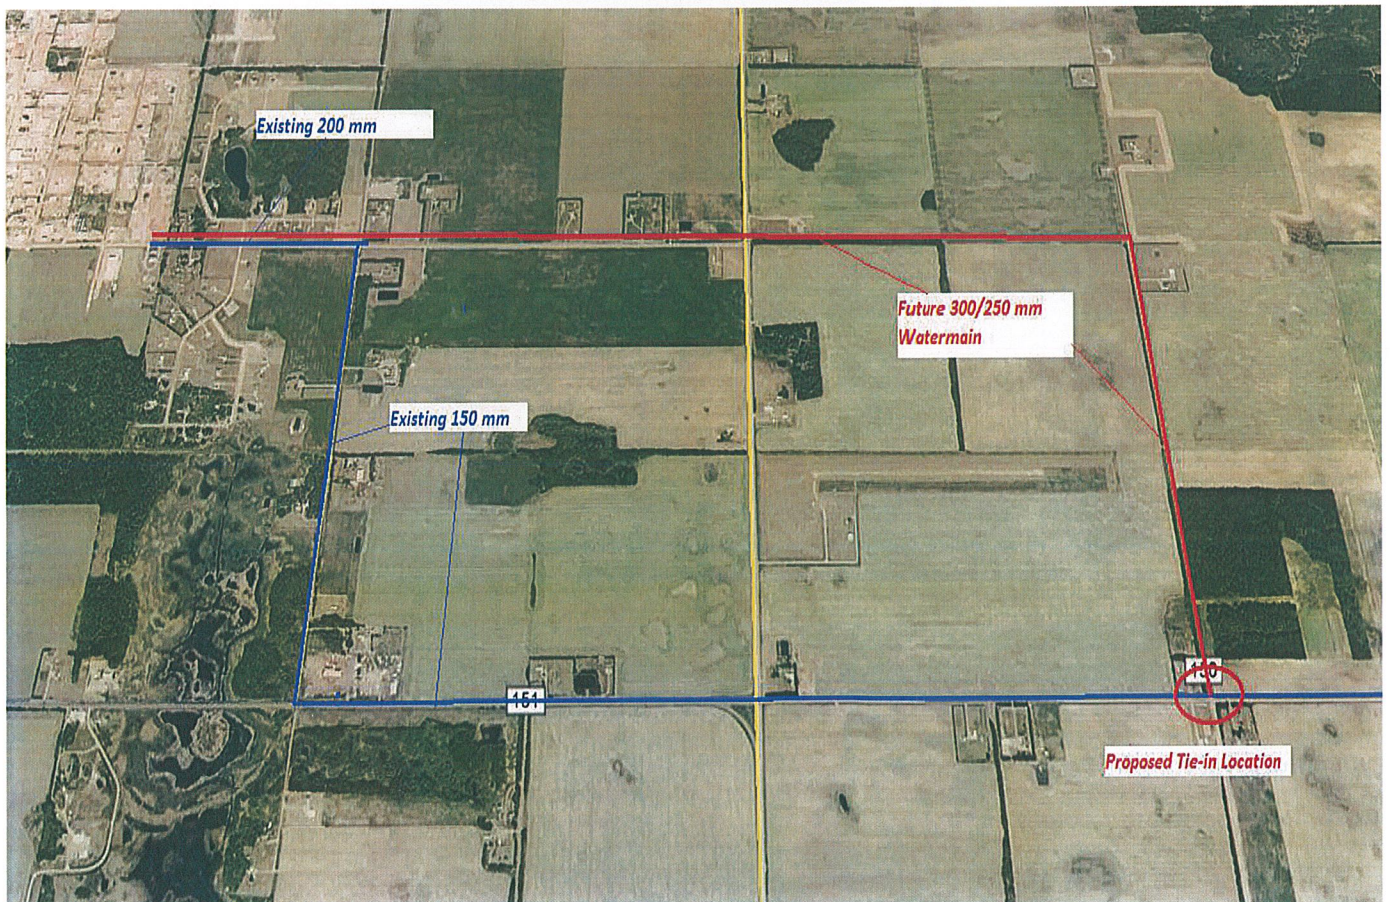 Existing 200 mm
Future 300/250 mm
Watermain
Existing 150 mm
151
Proposed Tie-in Location